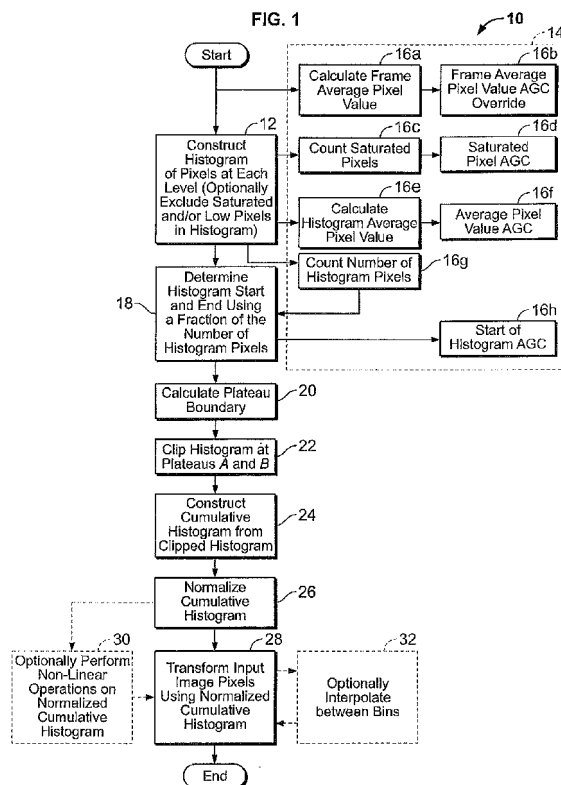 FIG. 1
10
14
Start
16a
Calculate Frame
Average Pixel
Value
16b
Frame Average
Pixel Value AGC
Override
12
Construct
Histogram
of Pixels at Each
Level (Optionally
Exclude Saturated
and/or Low Pixels
in Histogram)
16c
Count Saturated
Pixels
16d
Saturated
Pixel AGC
16e
Calculate
Histogram Average
Pixel Value
16f
Average Pixel
Value AGC
Count Number of
Histogram Pixels
16g
18
Determine
Histogram Start
and End Using
a Fraction of the
Number of
Histogram Pixels
16h
Start of
Histogram AGC
Calculate Plateau
Boundary
20
Clip Histogram at
Plateaus A and B
22
Construct
Cumulative
Histogram from
Clipped Histogram
24
Normalize
Cumulative
Histogram
26
30
Optionally Perform
Non-Linear
Operations on
Normalized
Cumulative
Histogram
28
Transform Input
Image Pixels
Using Normalized
Cumulative
Histogram
32
Optionally
Interpolate
between Bins
End